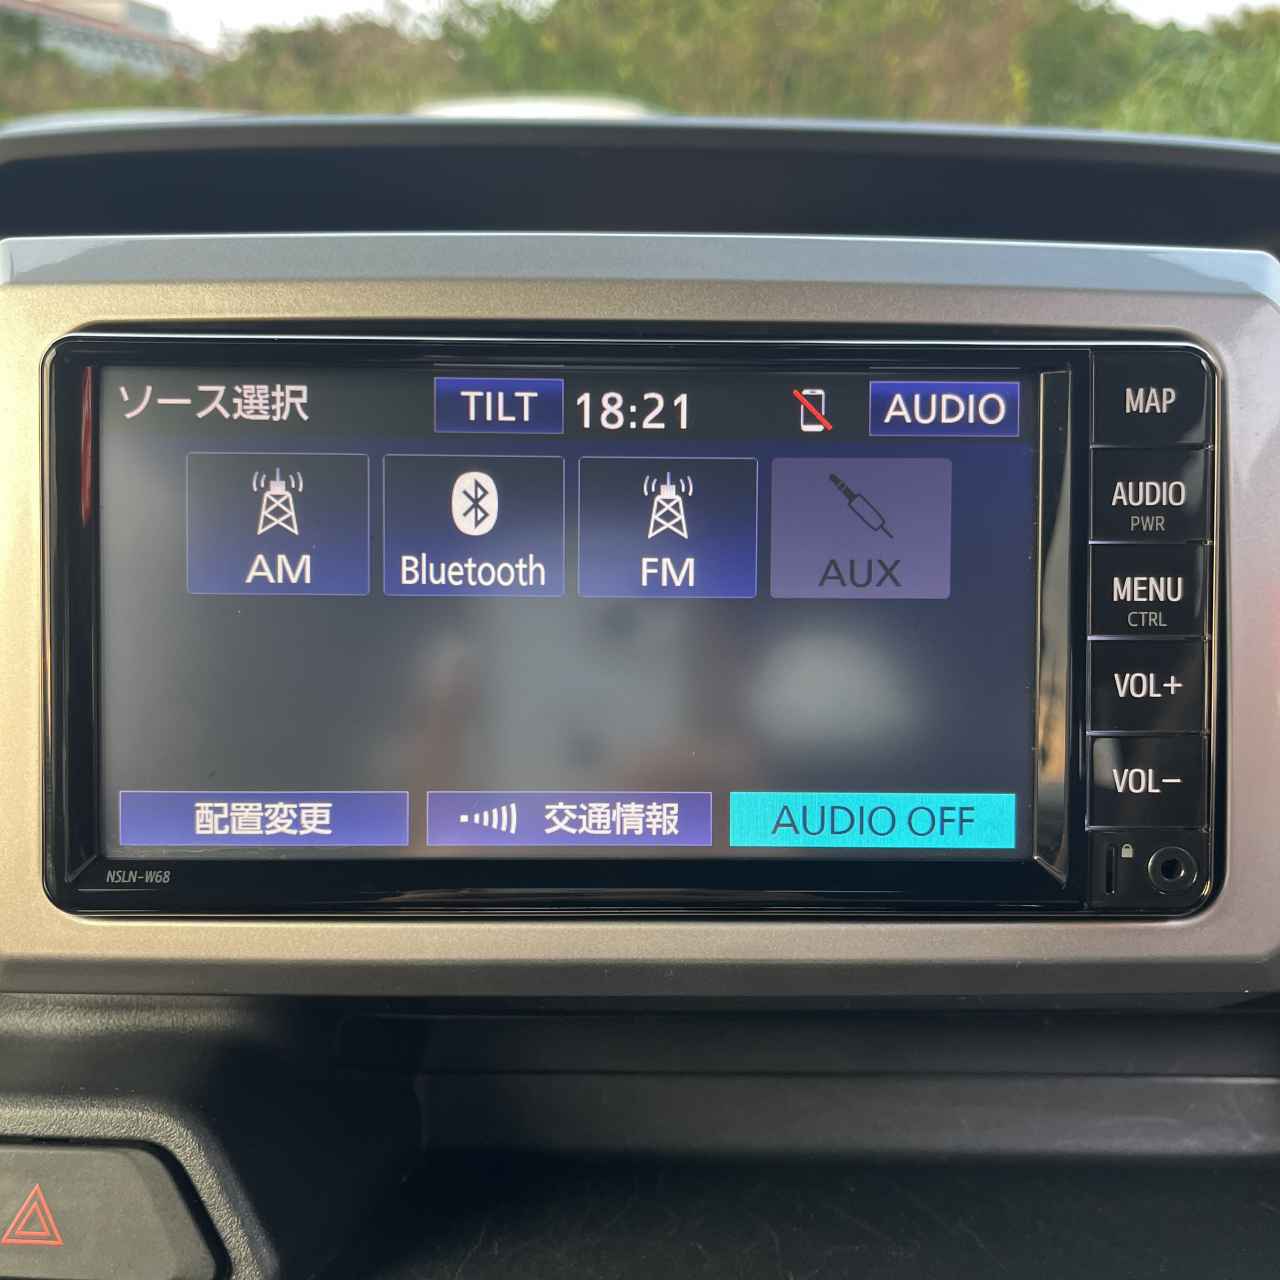 ソース選択
TILT
18:21
AUDIO
AM
Bluetooth
FM
AUX
配置変更
交通情報
AUDIO OFF
MAP
AUDIO
PWR
MENU
CTRL
VOL+
VOL−
NSLN-W68